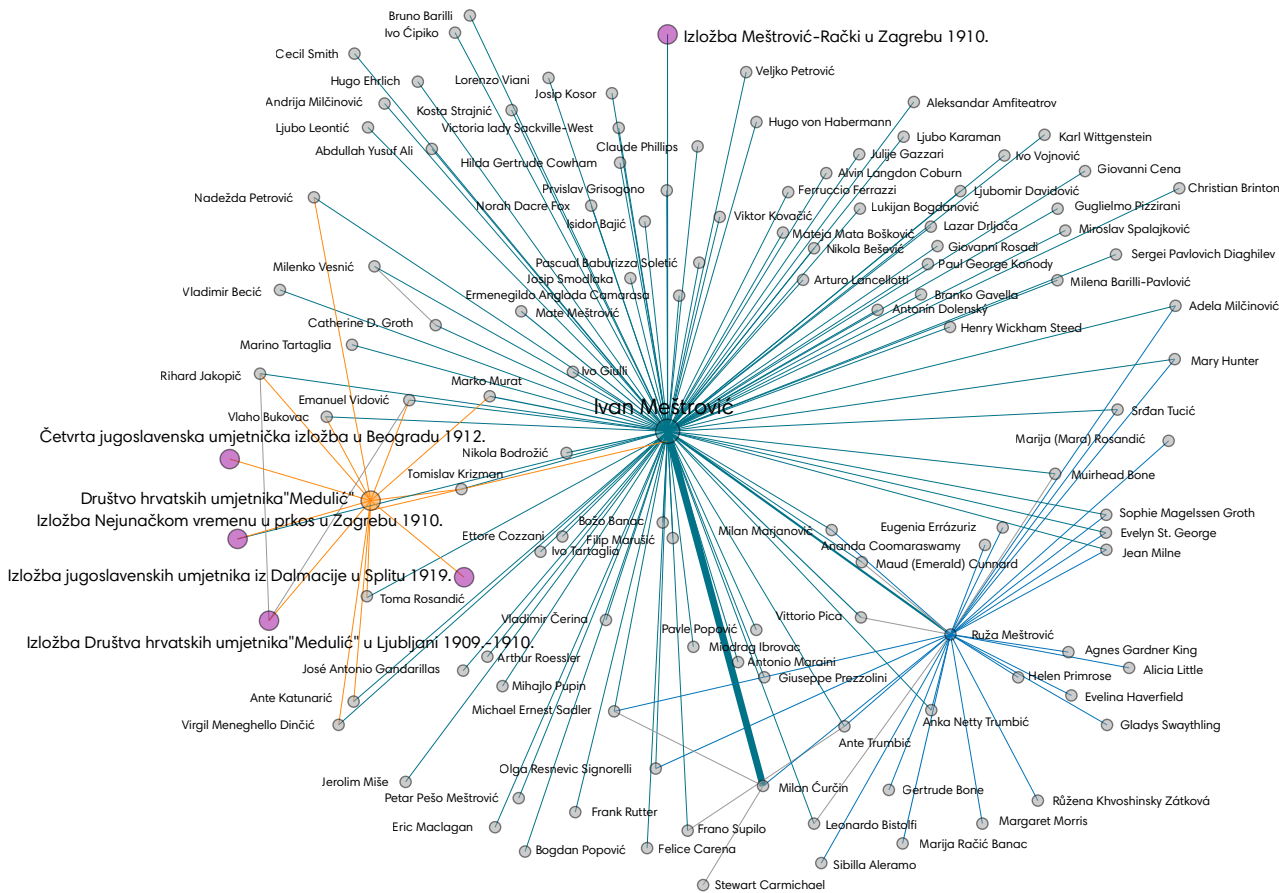 Bruno Barilli
Ivo Ćipiko
Izložba Meštrović-Rački u Zagrebu 1910.
Cecil Smith
Veljko Petrović
Hugo Ehrlich
Lorenzo Viani
Josip Kosor
Andrija Milčinović
Kosta Strajnić
Aleksandar Amfiteatrov
Ljubo Leontić
Victoria lady Sackville-West
Hugo von Habermann
Abdullah Yusuf Ali
Claude Phillips
Ljubo Karaman
Karl Wittgenstein
Hilda Gertrude Cowham
Julije Gazzari
Ivo Vojnović
Alvin Langdon Coburn
Giovanni Cena
Nadežda Petrović
Prvislav Grisogono
Ferruccio Ferrazzi
Ljubomir Davidović
Christian Brinton
Norah Dacre Fox
Isidor Bajić
Viktor Kovačić
Lukijan Bogdanović
Guglielmo Pizzirani
Mateja Mata Bošković
Lazar Drljača
Miroslav Spalajković
Nikola Bešević
Giovanni Rosadi
Milenko Vesnić
Pascual Baburizza Soletić
Paul George Konody
Sergei Pavlovich Diaghilev
Vladimir Becić
Josip Smodlaka
Arturo Lancellotti
Milena Barilli-Pavlović
Ermenegildo Anglada Camarasa
Branko Gavella
Catherine D. Groth
Mate Meštrović
Antonín Dolenský
Adela Milčinović
Marino Tartaglia
Henry Wickham Steed
Rihard Jakopič
Marko Murat
Ivo Giulli
Mary Hunter
Emanuel Vidović
Ivan Meštrović
Vlaho Bukovac
Srđan Tucić
Četvrta jugoslavenska umjetnička izložba u Beogradu 1912.
Nikola Bodrožić
Marija (Mara) Rosandić
Tomislav Krizman
Muirhead Bone
Društvo hrvatskih umjetnika"Medulić"
Izložba Nejunačkom vremenu u prkos u Zagrebu 1910.
Božo Banac
Milan Marjanović
Eugenia Errázuriz
Sophie Magelssen Groth
Ettore Cozzani
Filip Marušić
Ananda Coomaraswamy
Evelyn St. George
Ivo Tartaglia
Maud (Emerald) Cunnard
Jean Milne
Izložba jugoslavenskih umjetnika iz Dalmacije u Splitu 1919.
Toma Rosandić
Vladimir Čerina
Vittorio Pica
Izložba Društva hrvatskih umjetnika"Medulić" u Ljubljani 1909.-1910.
Pavle Popović
Ruža Meštrović
Arthur Roessler
Miodrag Ibrovac
Agnes Gardner King
José Antonio Gandarillas
Antonio Maraini
Alicia Little
Mihajlo Pupin
Giuseppe Prezzolini
Helen Primrose
Ante Katunarić
Michael Ernest Sadler
Evelina Haverfield
Virgil Meneghello Dinčić
Anka Netty Trumbić
Gladys Swaythling
Ante Trumbić
Olga Resnevic Signorelli
Jerolim Miše
Milan Ćurčin
Gertrude Bone
Petar Pešo Meštrović
Frank Rutter
Růžena Khvoshinsky Zátková
Eric Maclagan
Frano Supilo
Leonardo Bistolfi
Margaret Morris
Bogdan Popović
Felice Carena
Marija Račić Banac
Sibilla Aleramo
Stewart Carmichael